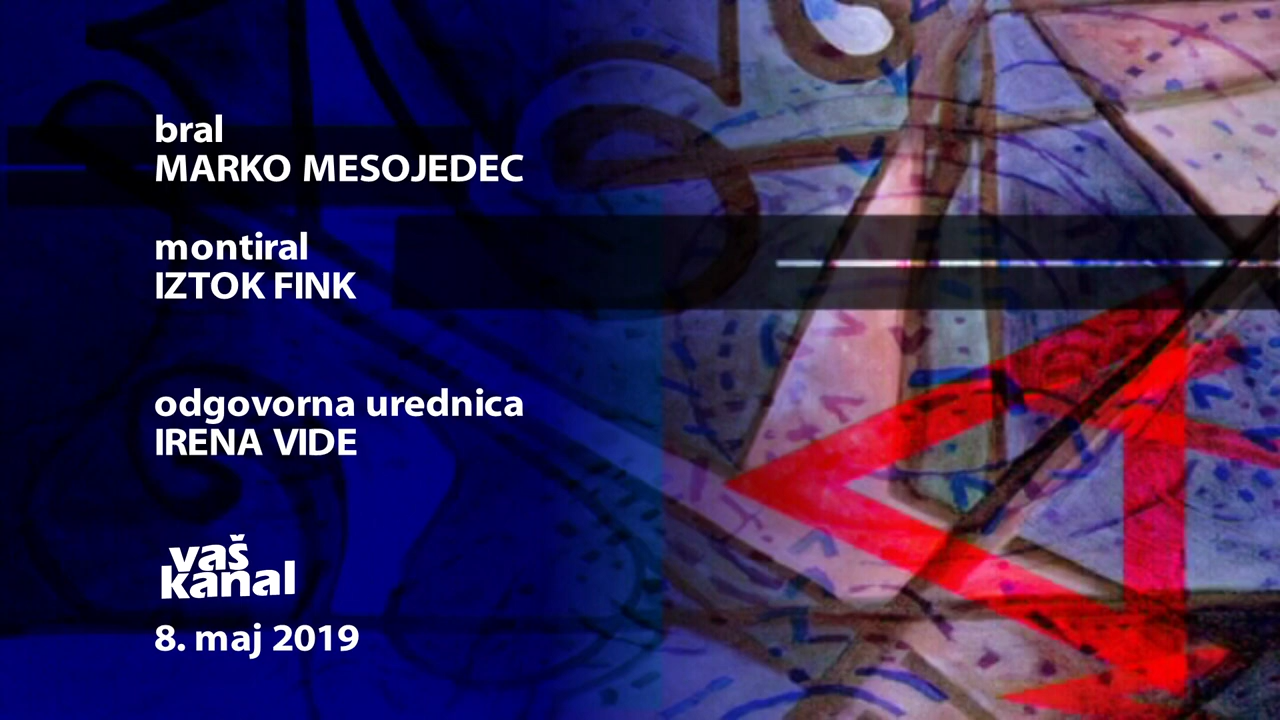 bral
MARKO MESOJEDEC
montiral
IZTOK FINK
odgovorna urednica
IRENA VIDE
vaš
kanal
8. maj 2019